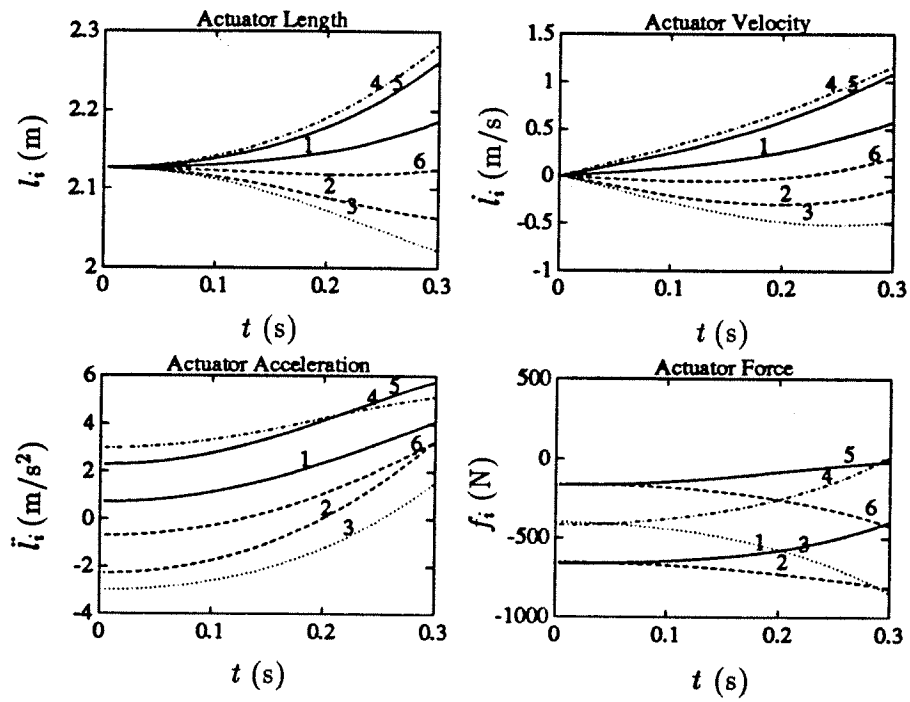 Actuator Length
2.3
2.2
2.1
2
l_i (m)
4 5
1
6
2
3
0 0.1 0.2 0.3
t (s)
Actuator Velocity
1.5
1
0.5
0
-0.5
-1
l̇_i (m/s)
4 5
1
6
2
3
0 0.1 0.2 0.3
t (s)
Actuator Acceleration
6
4
2
0
-2
-4
l̈_i (m/s²)
5
4
1
6
2
3
0 0.1 0.2 0.3
t (s)
Actuator Force
500
0
-500
-1000
f_i (N)
5
4
6
1 3
2
0 0.1 0.2 0.3
t (s)